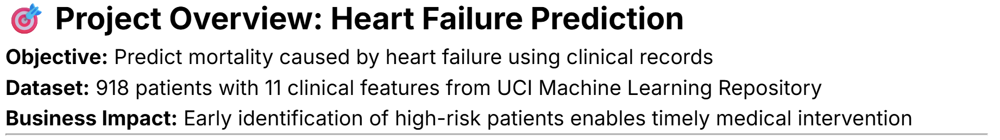 Project Overview: Heart Failure Prediction
Objective: Predict mortality caused by heart failure using clinical records
Dataset: 918 patients with 11 clinical features from UCI Machine Learning Repository
Business Impact: Early identification of high-risk patients enables timely medical intervention